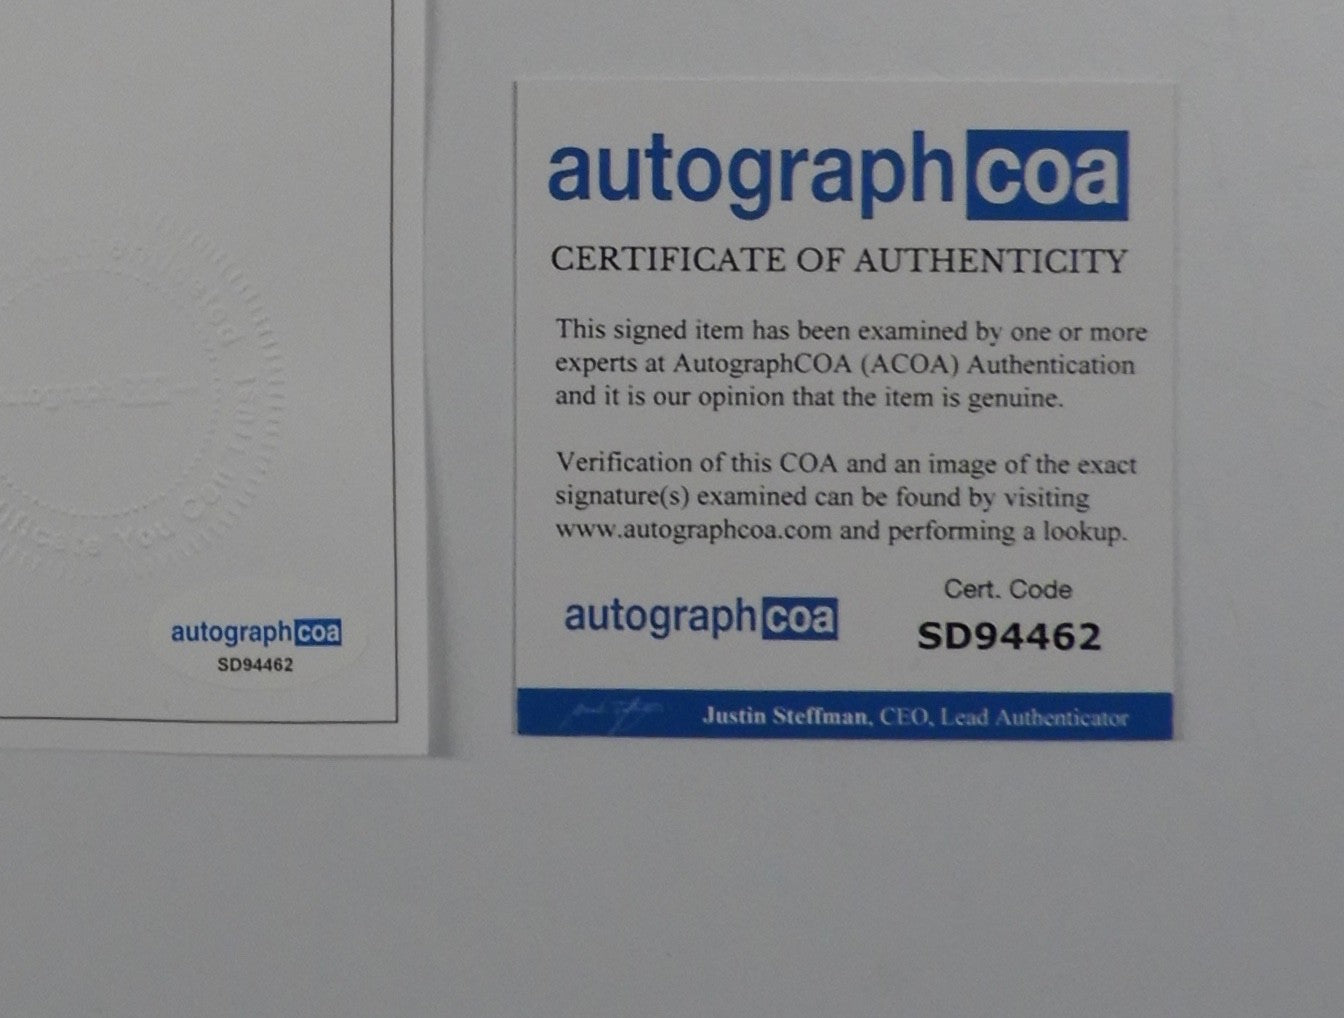 autographcoa
CERTIFICATE OF AUTHENTICITY
This signed item has been examined by one or more
experts at AutographCOA (ACOA) Authentication
and it is our opinion that the item is genuine.
Verification of this COA and an image of the exact
signature(s) examined can be found by visiting
www.autographcoa.com and performing a lookup.
autographcoa
Cert. Code
SD94462
Justin Steffman, CEO, Lead Authenticator
You Can Trust
autographcoa
SD94462